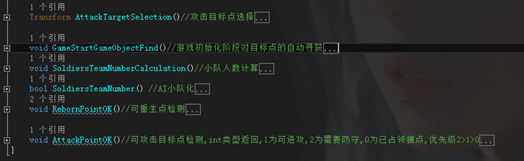 1 个引用
Transform AttackTargetSelection()//攻击目标点选择...
1 个引用
void GameStartGameObjectFind()//游戏初始化阶段对目标点的自动寻获...
1 个引用
void SoldiersTeamNumberCalculation()//小队人数计算...
1 个引用
bool SoldiersTeamNumber() //AI小队化...
2 个引用
void RebornPointOK()//可重生点检测...
1 个引用
void AttackPointOK()//可攻击目标点检测,int类型返回,1为可进攻,2为需要防守,0为已占领据点;优先级2>1>0...
}